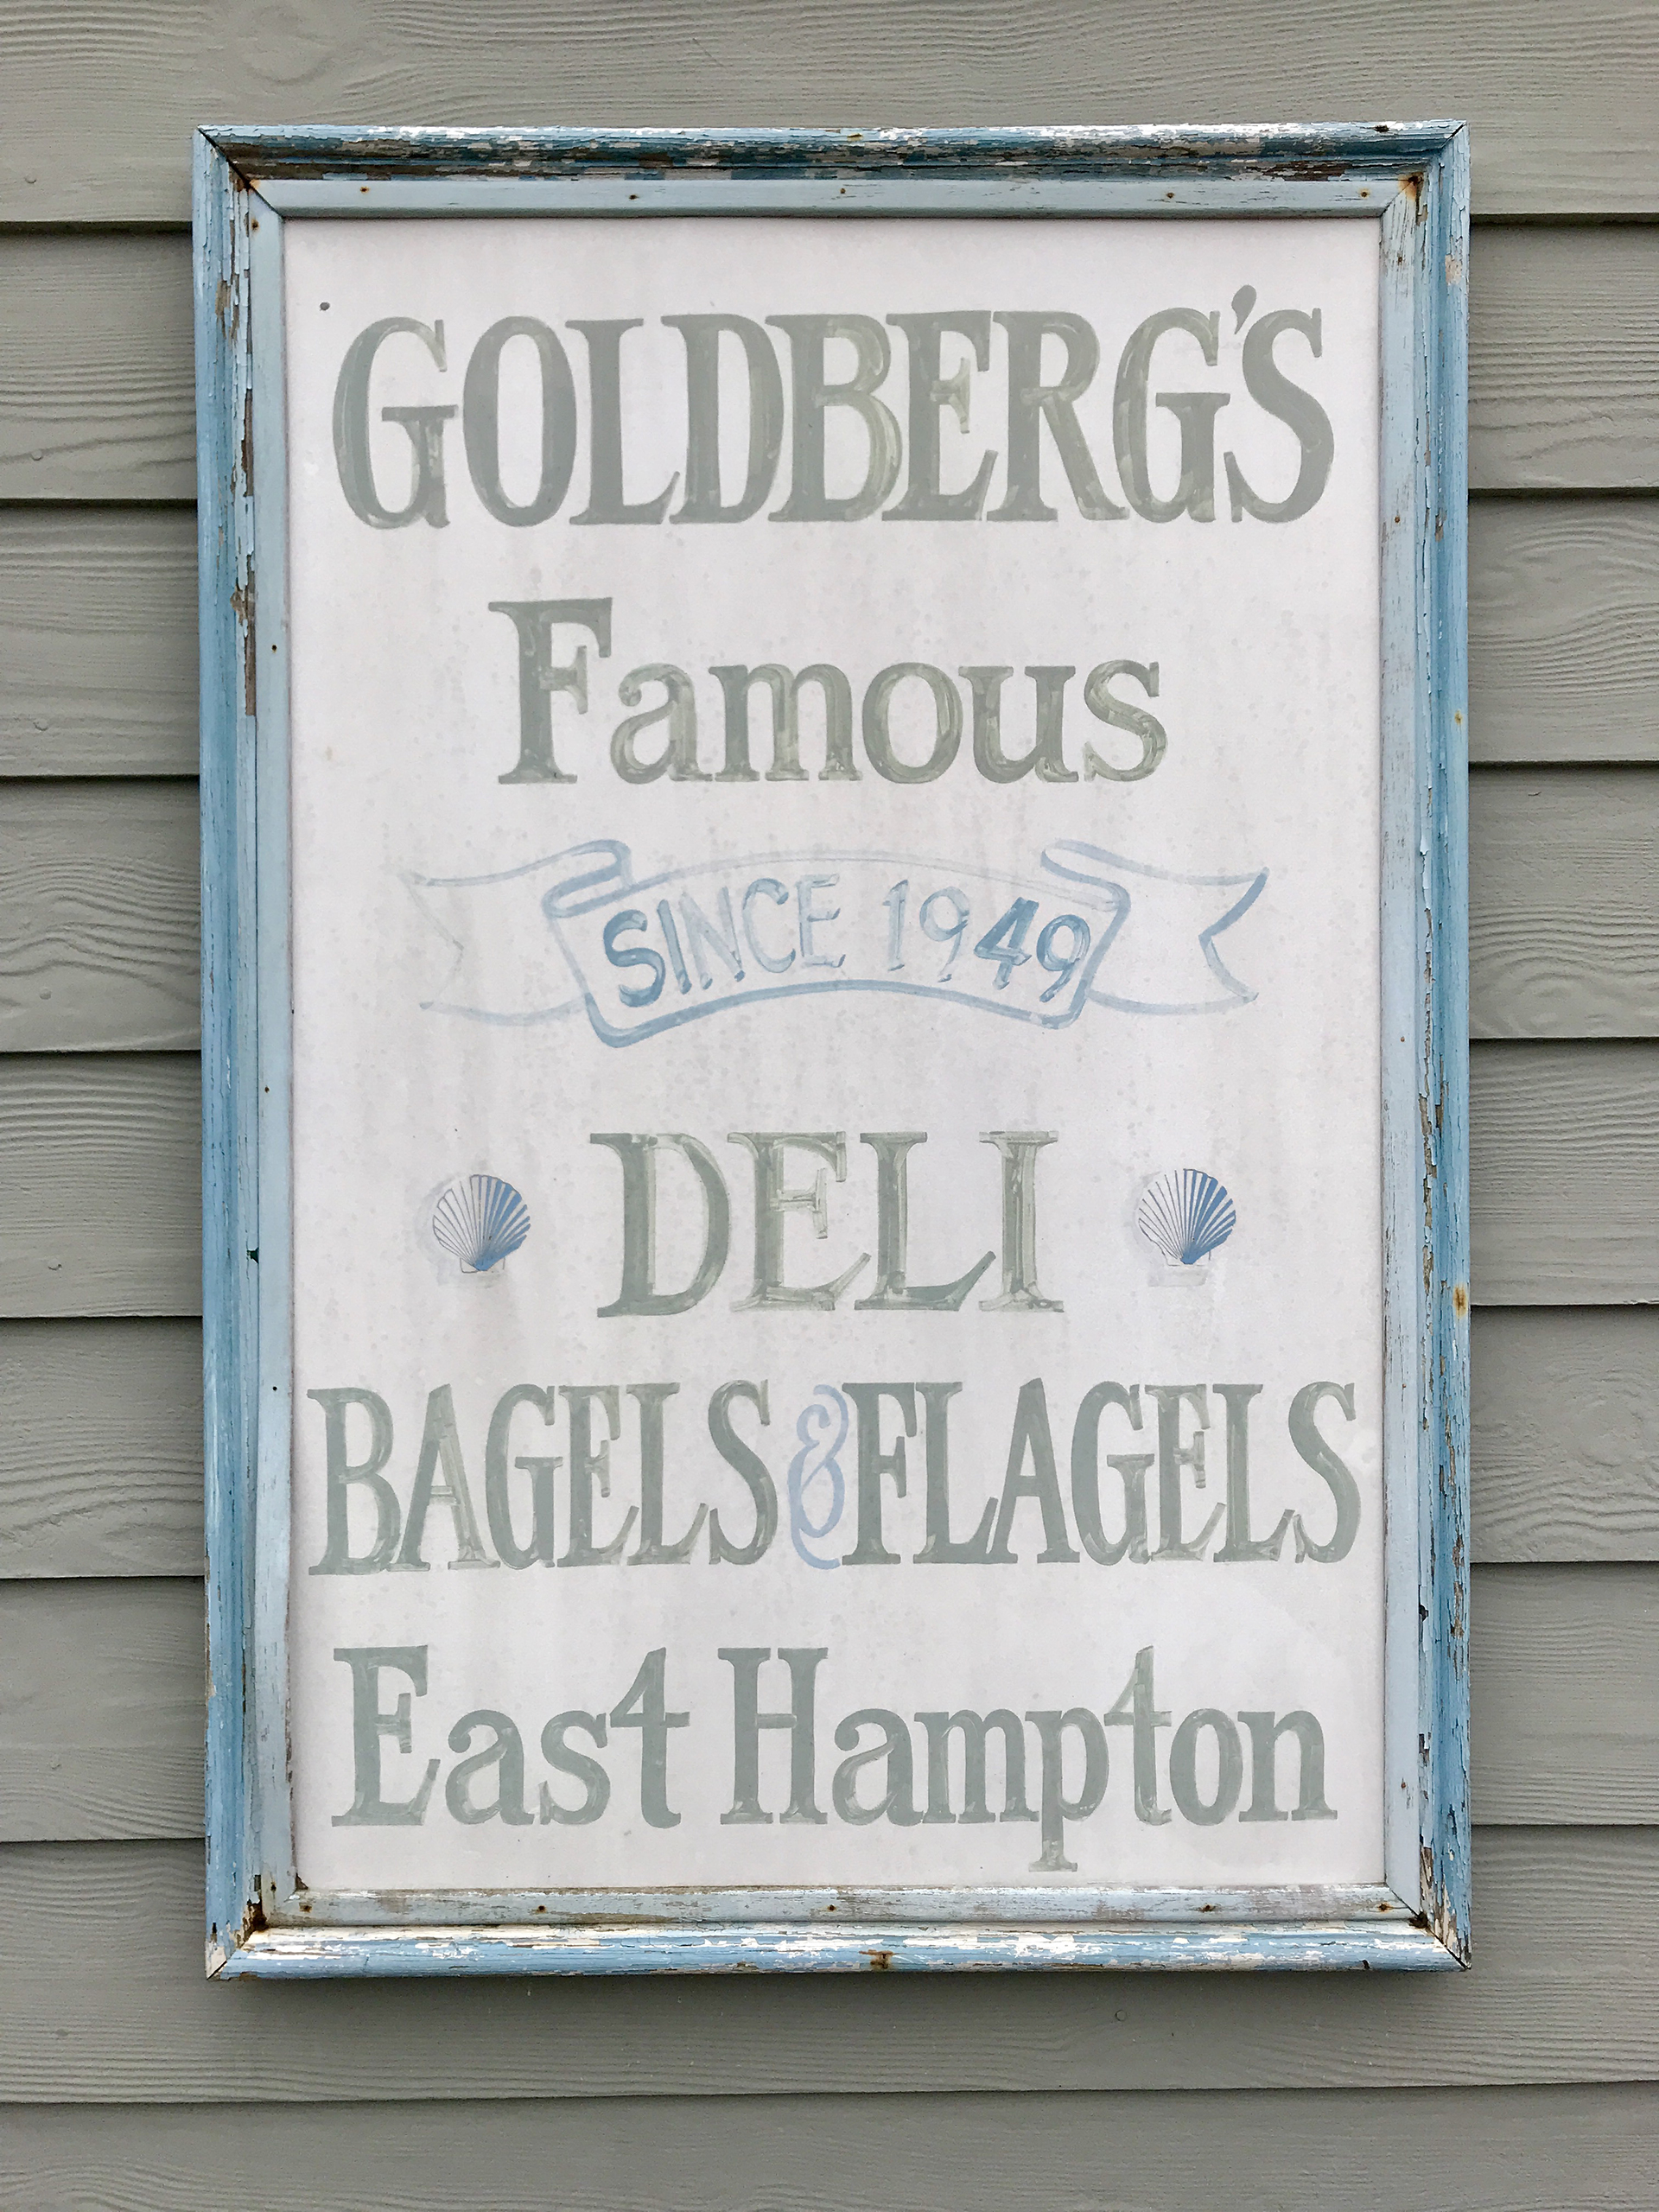 GOLDBERG'S
Famous
SINCE 1949
DELI
BAGELS & FLAGELS
East Hampton